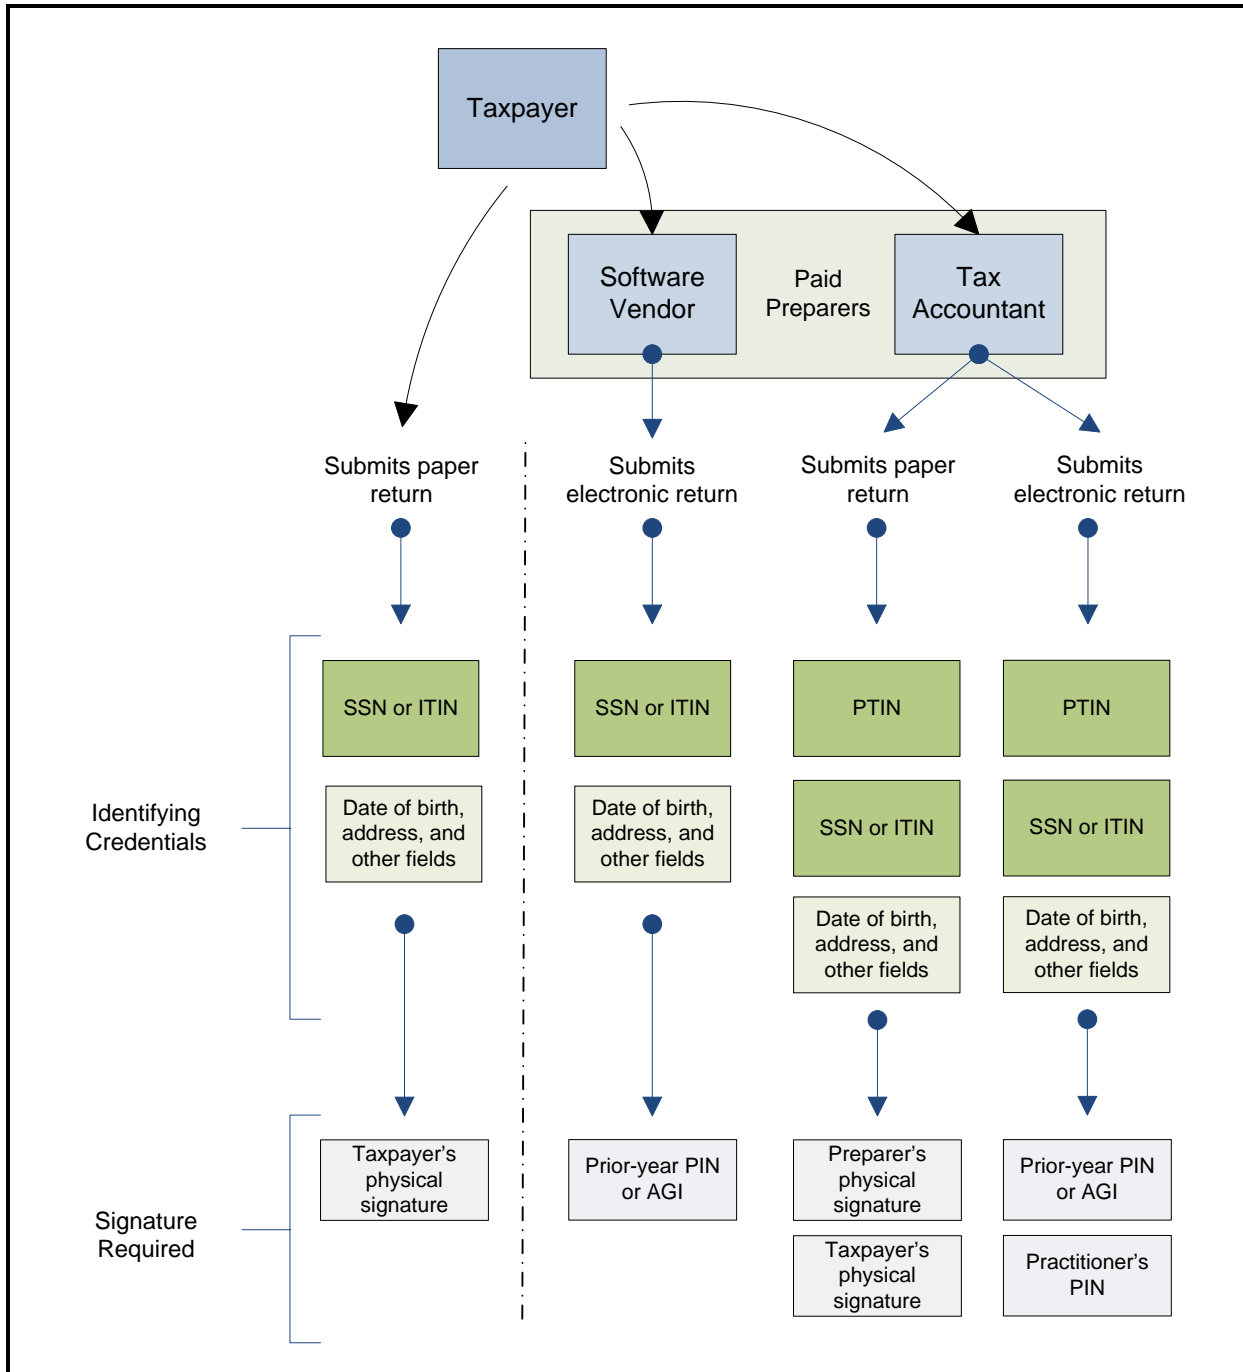 Taxpayer
Software
Vendor
Paid
Preparers
Tax
Accountant
Submits paper
return
Submits
electronic return
Submits paper
return
Submits
electronic return
Identifying
Credentials
SSN or ITIN
Date of birth,
address, and
other fields
SSN or ITIN
Date of birth,
address, and
other fields
PTIN
SSN or ITIN
Date of birth,
address, and
other fields
PTIN
SSN or ITIN
Date of birth,
address, and
other fields
Signature
Required
Taxpayer’s
physical
signature
Prior-year PIN
or AGI
Preparer’s
physical
signature
Taxpayer’s
physical
signature
Prior-year PIN
or AGI
Practitioner’s
PIN